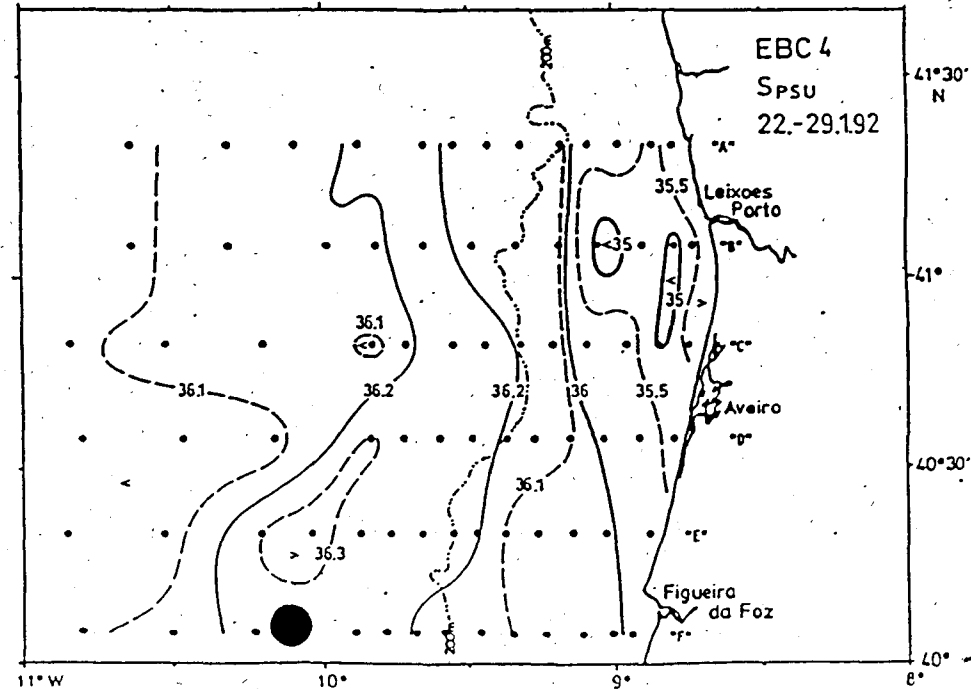 EBC 4
SPSU
22.-29.1.92
200m
41°30'
N
"A"
35.5
Leixoes
Porto
<35
"B"
41°
<
35
>
36.1
<
"C"
36.1
36.2
36.2
36
35.5
Aveiro
"D"
40°30'
<
36.1
"E"
>
36.3
Figueira
da Foz
200m
"F"
40°
11°W
10°
9°
8°